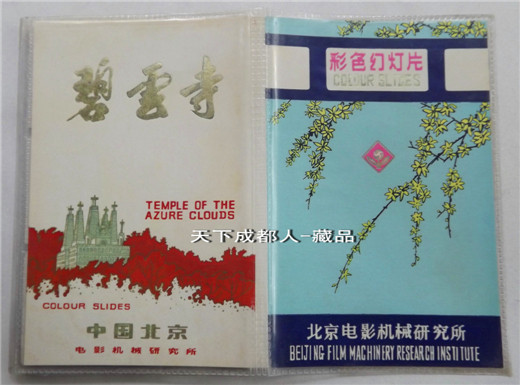 碧雲寺
TEMPLE OF THE
AZURE CLOUDS
COLOUR SLIDES
中国北京
电影机械研究所
彩色幻灯片
COLOUR SLIDES
天下成都人-藏品
北京电影机械研究所
BEIJING FILM MACHINERY RESEARCH INSTITUTE